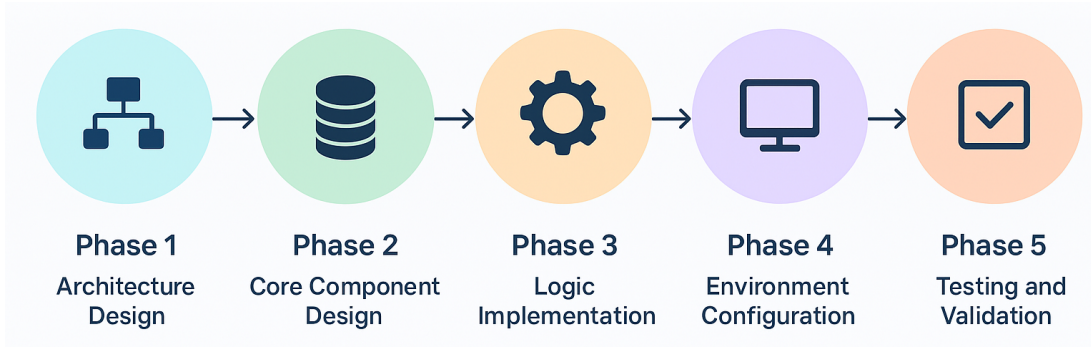 Phase 1
Architecture
Design
Phase 2
Core Component
Design
Phase 3
Logic
Implementation
Phase 4
Environment
Configuration
Phase 5
Testing and
Validation